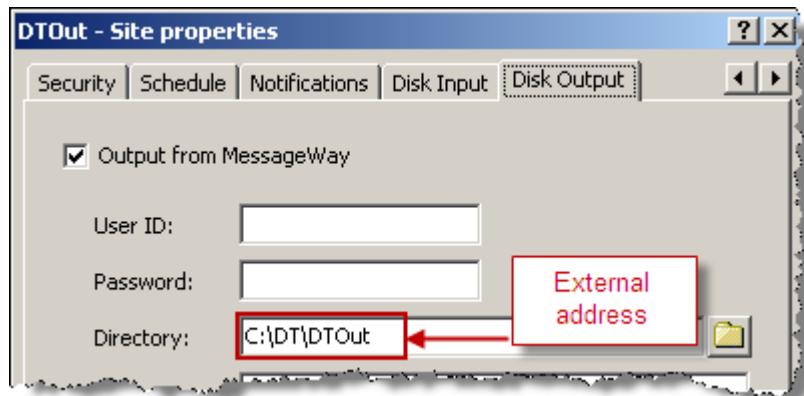 DTOut - Site properties
Security Schedule Notifications Disk Input Disk Output
Output from MessageWay
User ID:
Password:
External
address
Directory: C:\DT\DTOut